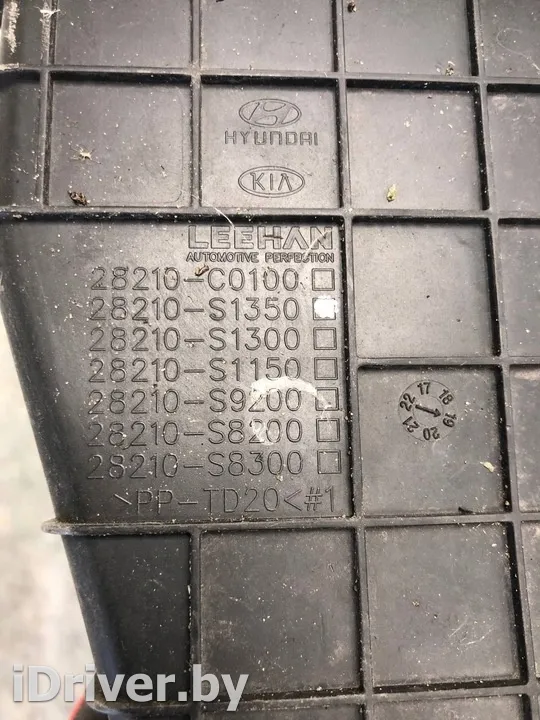 HYUNDAI
KIA
LEEHAN
AUTOMOTIVE PERFECTION
28210-C0100
28210-S1350
28210-S1300
28210-S1150
28210-S9200
28210-S8200
28210-S8300
>PP-TD20<#1
17 18 19 20 21 22
iDriver.by